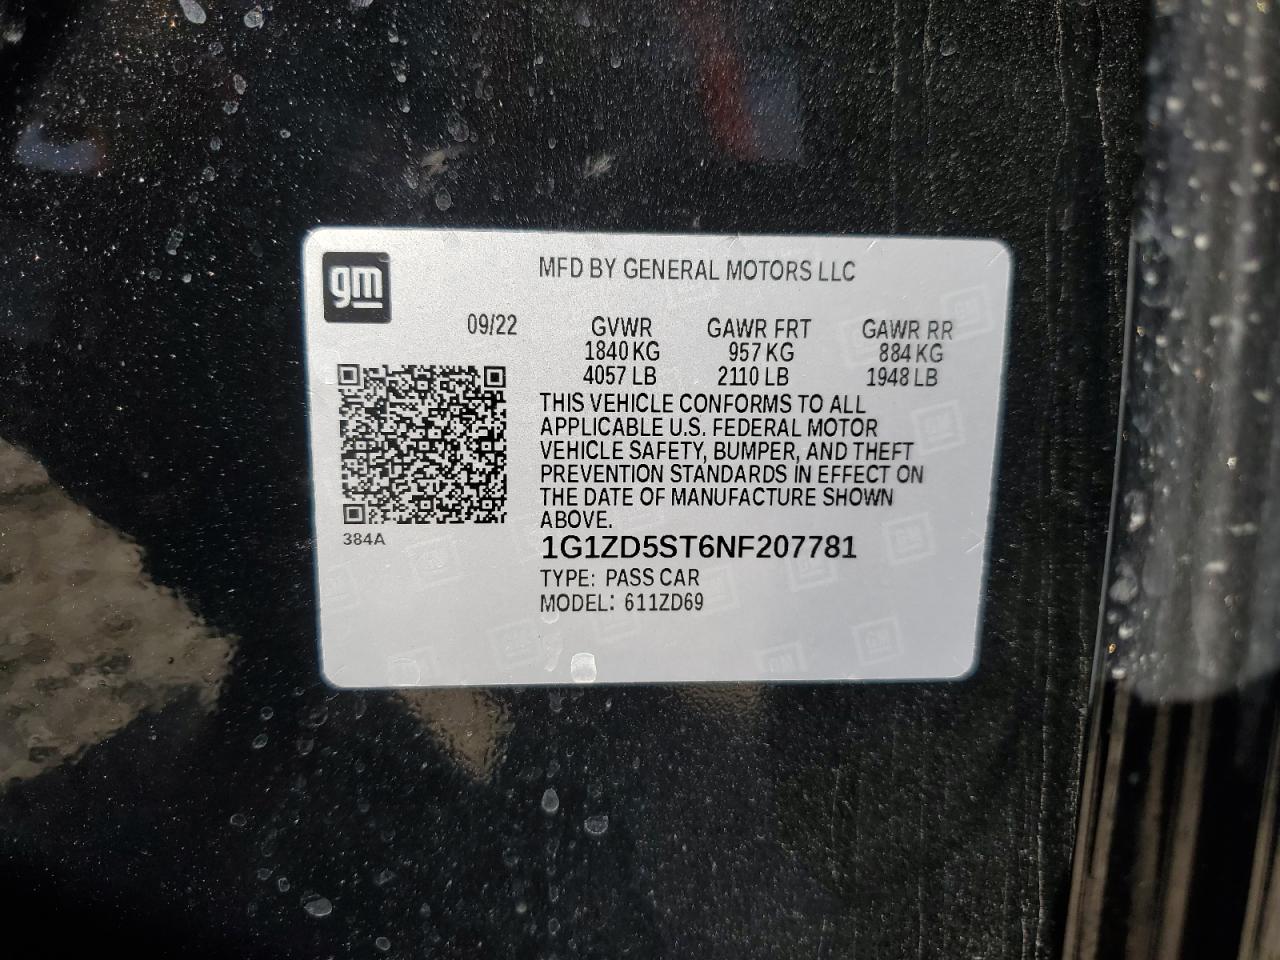 gm
MFD BY GENERAL MOTORS LLC
09/22 GVWR GAWR FRT GAWR RR
1840 KG 957 KG 884 KG
4057 LB 2110 LB 1948 LB
THIS VEHICLE CONFORMS TO ALL
APPLICABLE U.S. FEDERAL MOTOR
VEHICLE SAFETY, BUMPER, AND THEFT
PREVENTION STANDARDS IN EFFECT ON
THE DATE OF MANUFACTURE SHOWN
ABOVE.
384A
1G1ZD5ST6NF207781
TYPE: PASS CAR
MODEL: 611ZD69